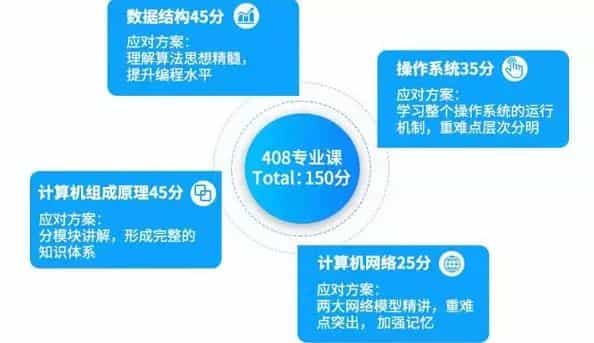 数据结构45分
应对方案：
理解算法思想精髓，
提升编程水平
操作系统35分
应对方案：
学习整个操作系统的运行
机制，重难点层次分明
408专业课
Total：150分
计算机组成原理45分
应对方案：
分模块讲解，形成完整的
知识体系
计算机网络25分
应对方案：
两大网络模型精讲，重难
点突出，加强记忆